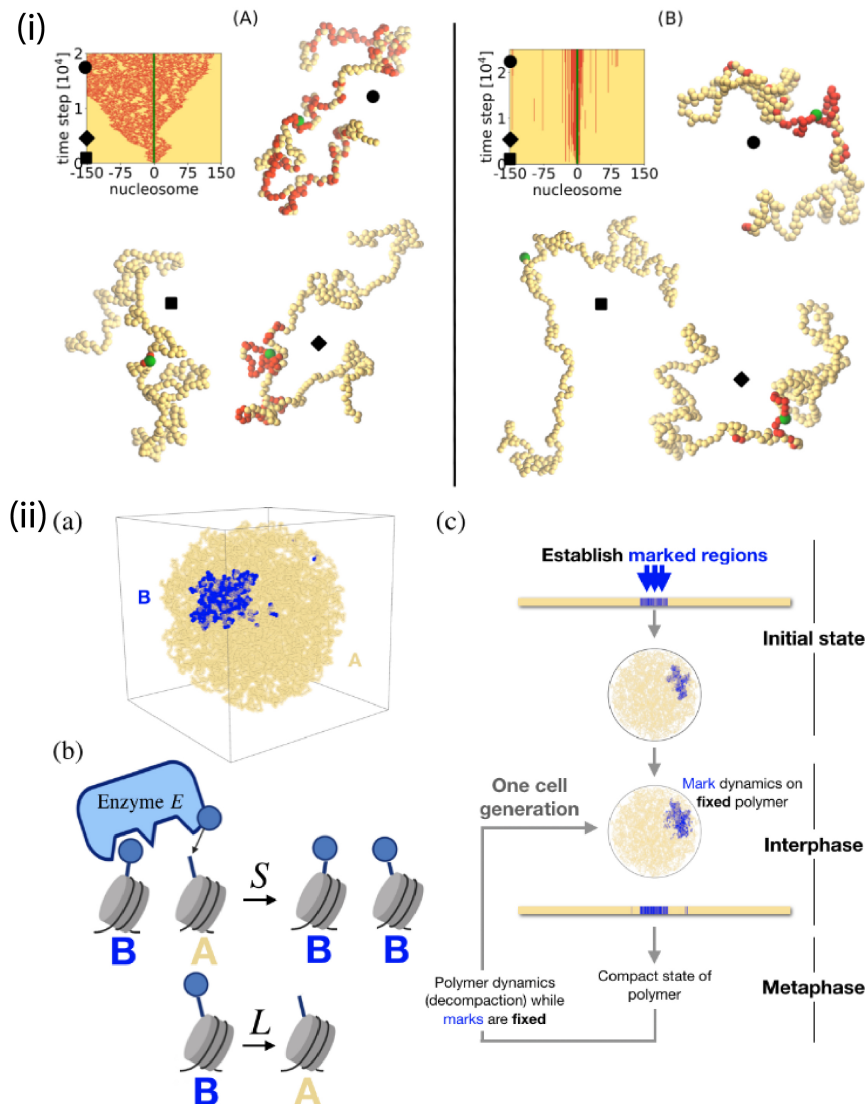 (i)
(A)
(B)
time step [10⁴]
2
1
0
-150 -75 0 75 150
nucleosome
time step [10⁴]
2
1
0
-150 -75 0 75 150
nucleosome
(ii)
(a)
B
A
(b)
Enzyme E
S
B A B B
L
B A
(c)
Establish marked regions
Initial state
One cell
generation
Mark dynamics on
fixed polymer
Interphase
Polymer dynamics
(decompaction) while
marks are fixed
Compact state of
polymer
Metaphase